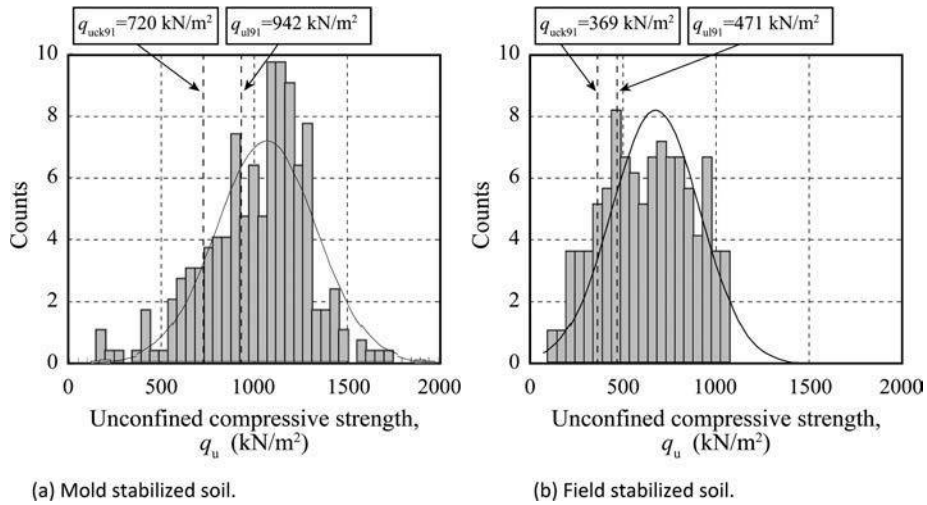 q_uck91=720 kN/m² q_ul91=942 kN/m²
10
8
6
4
2
0
Counts
0 500 1000 1500 2000
Unconfined compressive strength,
q_u (kN/m²)
(a) Mold stabilized soil.
q_uck91=369 kN/m² q_ul91=471 kN/m²
10
8
6
4
2
0
Counts
0 500 1000 1500 2000
Unconfined compressive strength,
q_u (kN/m²)
(b) Field stabilized soil.